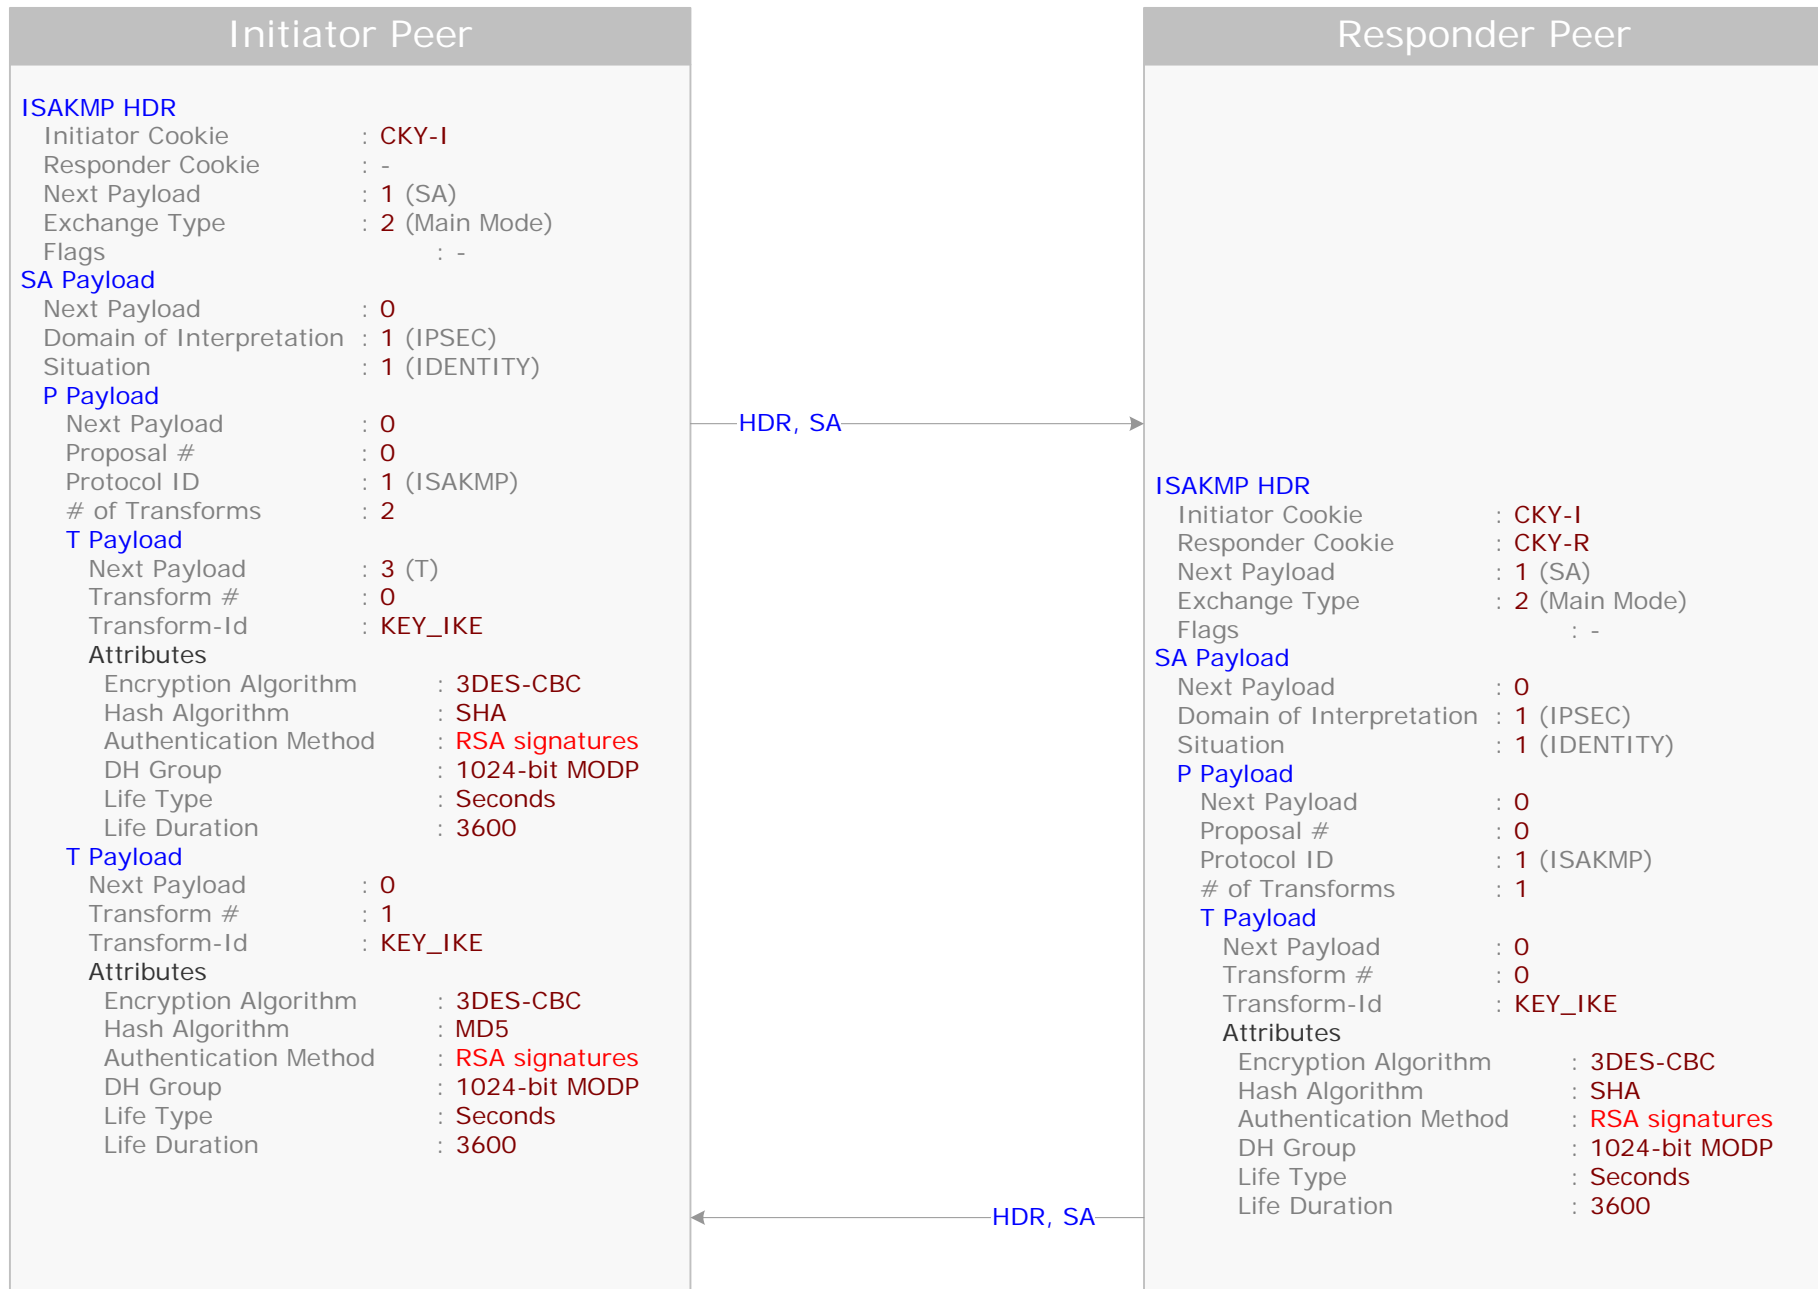 Initiator Peer
ISAKMP HDR
Initiator Cookie : CKY-I
Responder Cookie : -
Next Payload : 1 (SA)
Exchange Type : 2 (Main Mode)
Flags : -
SA Payload
Next Payload : 0
Domain of Interpretation : 1 (IPSEC)
Situation : 1 (IDENTITY)
P Payload
Next Payload : 0
Proposal # : 0
Protocol ID : 1 (ISAKMP)
# of Transforms : 2
T Payload
Next Payload : 3 (T)
Transform # : 0
Transform-Id : KEY_IKE
Attributes
Encryption Algorithm : 3DES-CBC
Hash Algorithm : SHA
Authentication Method : RSA signatures
DH Group : 1024-bit MODP
Life Type : Seconds
Life Duration : 3600
T Payload
Next Payload : 0
Transform # : 1
Transform-Id : KEY_IKE
Attributes
Encryption Algorithm : 3DES-CBC
Hash Algorithm : MD5
Authentication Method : RSA signatures
DH Group : 1024-bit MODP
Life Type : Seconds
Life Duration : 3600
HDR, SA
Responder Peer
ISAKMP HDR
Initiator Cookie : CKY-I
Responder Cookie : CKY-R
Next Payload : 1 (SA)
Exchange Type : 2 (Main Mode)
Flags : -
SA Payload
Next Payload : 0
Domain of Interpretation : 1 (IPSEC)
Situation : 1 (IDENTITY)
P Payload
Next Payload : 0
Proposal # : 0
Protocol ID : 1 (ISAKMP)
# of Transforms : 1
T Payload
Next Payload : 0
Transform # : 0
Transform-Id : KEY_IKE
Attributes
Encryption Algorithm : 3DES-CBC
Hash Algorithm : SHA
Authentication Method : RSA signatures
DH Group : 1024-bit MODP
Life Type : Seconds
Life Duration : 3600
HDR, SA